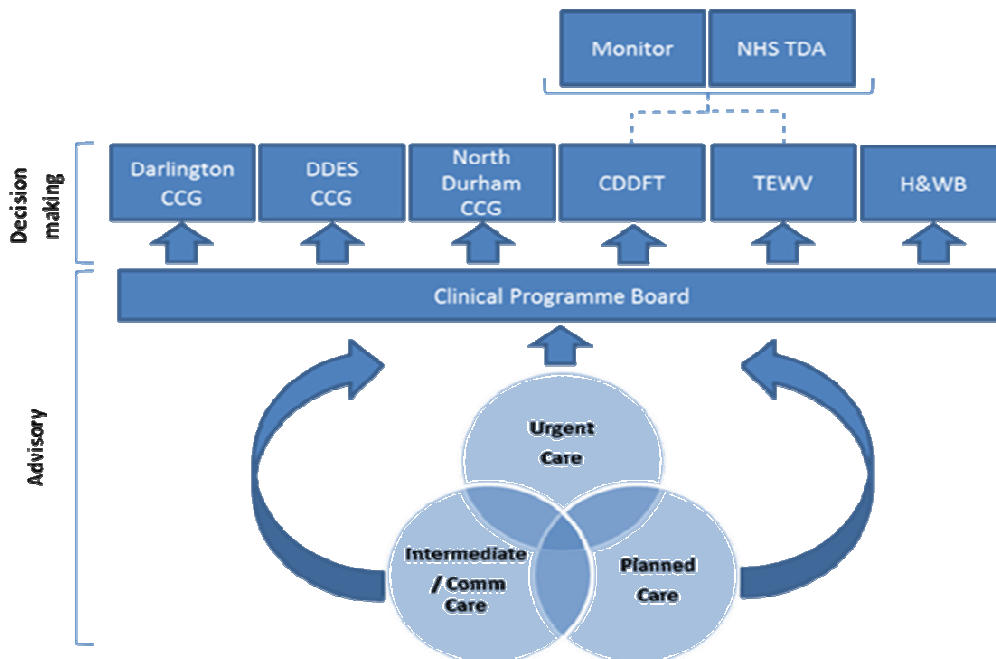 Monitor
NHS TDA
Decision
making
Darlington
CCG
DDES
CCG
North
Durham
CCG
CDDFT
TEWV
H&WB
Clinical Programme Board
Advisory
Urgent
Care
Intermediate
/ Comm
Care
Planned
Care